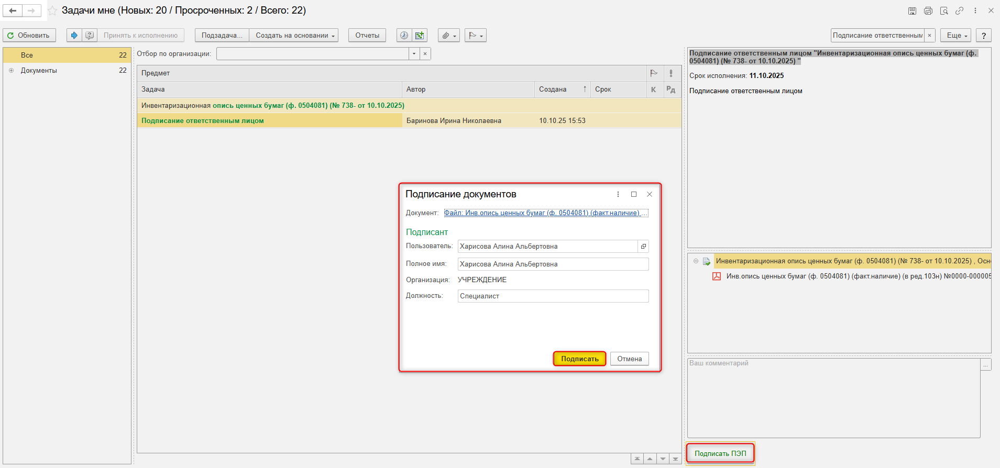 Задачи мне (Новых: 20 / Просроченных: 2 / Всего: 22)
Обновить
Принять к исполнению
Подзадача...
Создать на основании
Отчеты
Подписание ответственным
Еще
?
Все 22
Документы 22
Отбор по организации:
Предмет
Задача Автор Создана ↑ Срок К РД
Инвентаризационная опись ценных бумаг (ф. 0504081) (№ 738- от 10.10.2025)
Подписание ответственным лицом Баринова Ирина Николаевна 10.10.25 15:53
Подписание документов
Документ: Файл: Инв.опись ценных бумаг (ф. 0504081) (факт.наличие) ...
Подписант
Пользователь: Харисова Алина Альбертовна
Полное имя: Харисова Алина Альбертовна
Организация: УЧРЕЖДЕНИЕ
Должность: Специалист
Подписать Отмена
Подписание ответственным лицом "Инвентаризационная опись ценных бумаг (ф.
0504081) (№ 738- от 10.10.2025) "
Срок исполнения: 11.10.2025
Подписание ответственным лицом
Инвентаризационная опись ценных бумаг (ф. 0504081) (№ 738- от 10.10.2025) , Осн
Инв.опись ценных бумаг (ф. 0504081) (факт.наличие) (в ред.103н) №0000-000005
Ваш комментарий
...
Подписать ПЭП